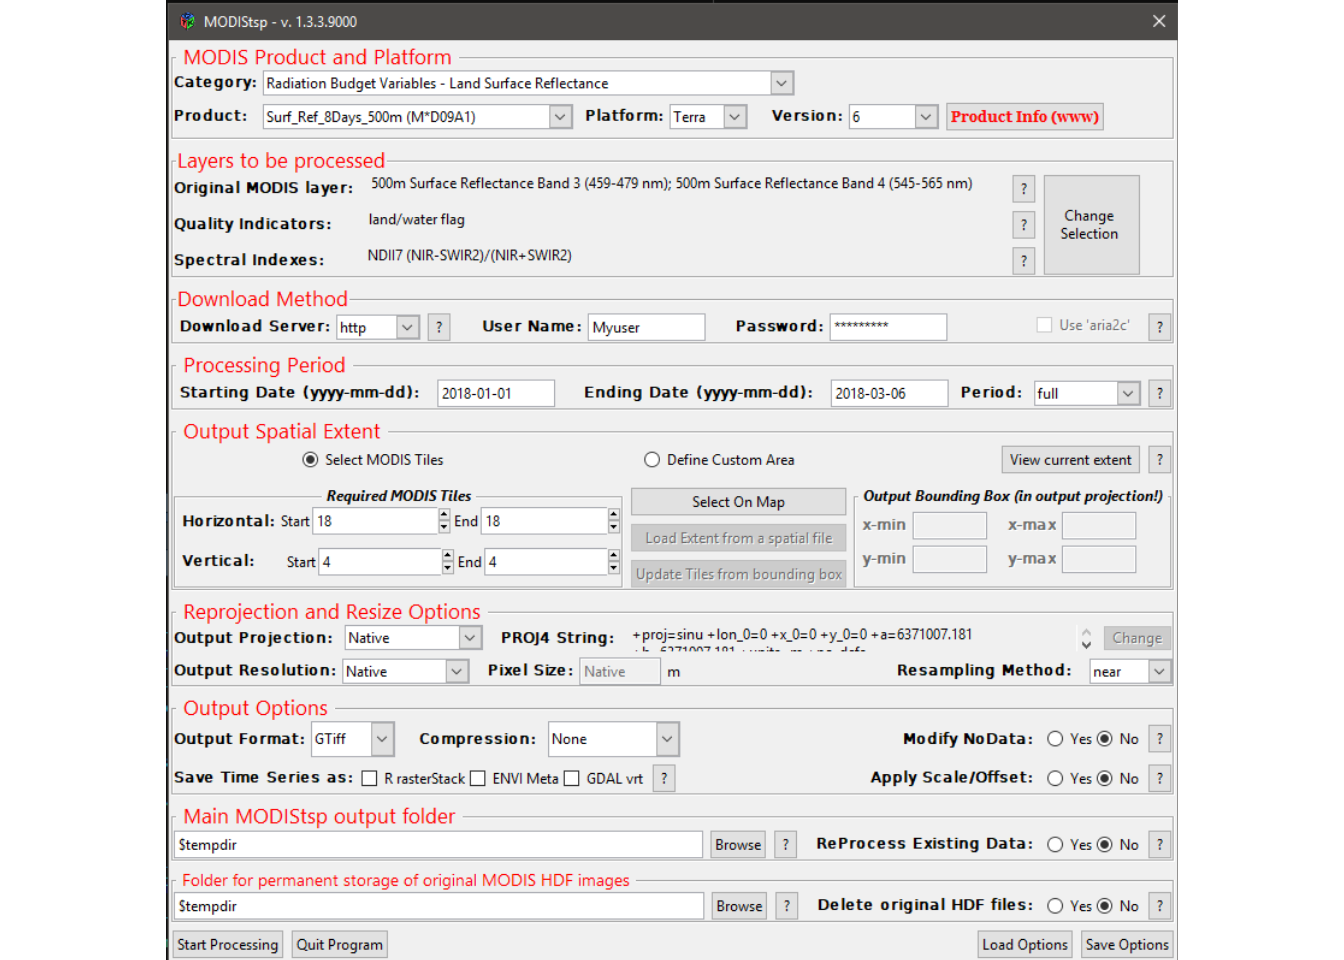 MODIStsp - v. 1.3.3.9000
MODIS Product and Platform
Category: Radiation Budget Variables - Land Surface Reflectance
Product: Surf_Ref_8Days_500m (M*D09A1) Platform: Terra Version: 6 Product Info (www)
Layers to be processed
Original MODIS layer: 500m Surface Reflectance Band 3 (459-479 nm); 500m Surface Reflectance Band 4 (545-565 nm) ?
Change
Selection
Quality Indicators: land/water flag ?
Spectral Indexes: NDII7 (NIR-SWIR2)/(NIR+SWIR2) ?
Download Method
Download Server: http ? User Name: Myuser Password: ********* Use 'aria2c' ?
Processing Period
Starting Date (yyyy-mm-dd): 2018-01-01 Ending Date (yyyy-mm-dd): 2018-03-06 Period: full ?
Output Spatial Extent
Select MODIS Tiles Define Custom Area View current extent ?
Required MODIS Tiles Select On Map Output Bounding Box (in output projection!)
Horizontal: Start 18 End 18 x-min x-max
Load Extent from a spatial file
Vertical: Start 4 End 4 y-min y-max
Update Tiles from bounding box
Reprojection and Resize Options
Output Projection: Native PROJ4 String: +proj=sinu +lon_0=0 +x_0=0 +y_0=0 +a=6371007.181 Change
Output Resolution: Native Pixel Size: Native m Resampling Method: near
Output Options
Output Format: GTiff Compression: None Modify NoData: Yes No ?
Save Time Series as: R rasterStack ENVI Meta GDAL vrt ? Apply Scale/Offset: Yes No ?
Main MODIStsp output folder
$tempdir Browse ? ReProcess Existing Data: Yes No ?
Folder for permanent storage of original MODIS HDF images
$tempdir Browse ? Delete original HDF files: Yes No ?
Start Processing Quit Program Load Options Save Options